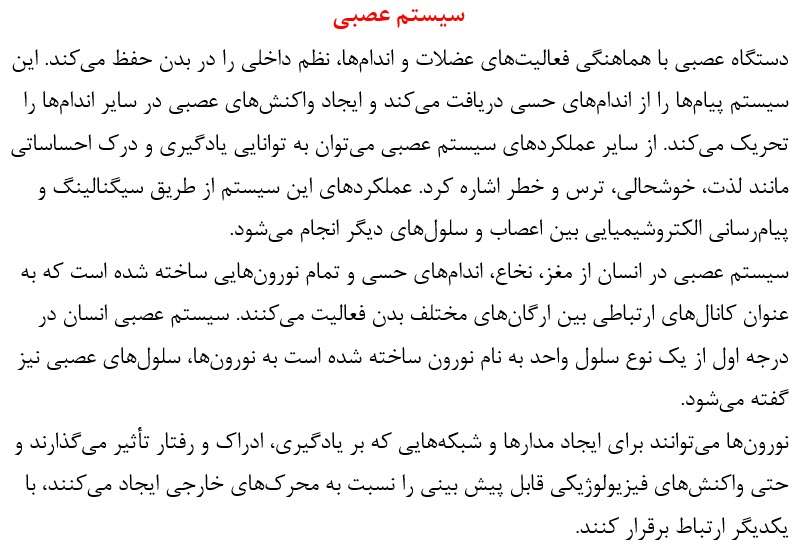 سیستم عصبی
دستگاه عصبی با هماهنگی فعالیت‌های عضلات و اندام‌ها، نظم داخلی را در بدن حفظ می‌کند. این
سیستم پیام‌ها را از اندام‌های حسی دریافت می‌کند و ایجاد واکنش‌های عصبی در سایر اندام‌ها را
تحریک می‌کند. از سایر عملکردهای سیستم عصبی می‌توان به توانایی یادگیری و درک احساساتی
مانند لذت، خوشحالی، ترس و خطر اشاره کرد. عملکردهای این سیستم از طریق سیگنالینگ و
پیام‌رسانی الکتروشیمیایی بین اعصاب و سلول‌های دیگر انجام می‌شود.
سیستم عصبی در انسان از مغز، نخاع، اندام‌های حسی و تمام نورون‌هایی ساخته شده است که به
عنوان کانال‌های ارتباطی بین ارگان‌های مختلف بدن فعالیت می‌کنند. سیستم عصبی انسان در
درجه اول از یک نوع سلول واحد به نام نورون ساخته شده است به نورون‌ها، سلول‌های عصبی نیز
گفته می‌شود.
نورون‌ها می‌توانند برای ایجاد مدارها و شبکه‌هایی که بر یادگیری، ادراک و رفتار تأثیر می‌گذارند و
حتی واکنش‌های فیزیولوژیکی قابل پیش بینی را نسبت به محرک‌های خارجی ایجاد می‌کنند، با
یکدیگر ارتباط برقرار کنند.